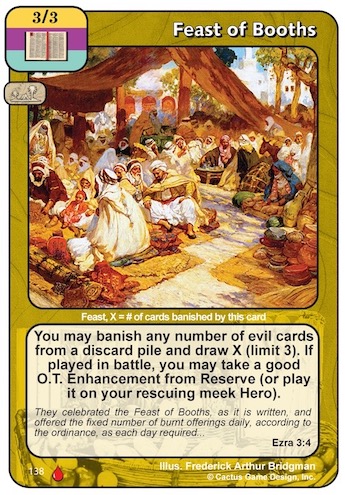 3/3
Feast of Booths
Feast, X = # of cards banished by this card
You may banish any number of evil cards
from a discard pile and draw X (limit 3). If
played in battle, you may take a good
O.T. Enhancement from Reserve (or play
it on your rescuing meek Hero).
They celebrated the Feast of Booths, as it is written, and
offered the fixed number of burnt offerings daily, according to
the ordinance, as each day required...
Ezra 3:4
138
Illus. Frederick Arthur Bridgman
© Cactus Game Design, Inc.